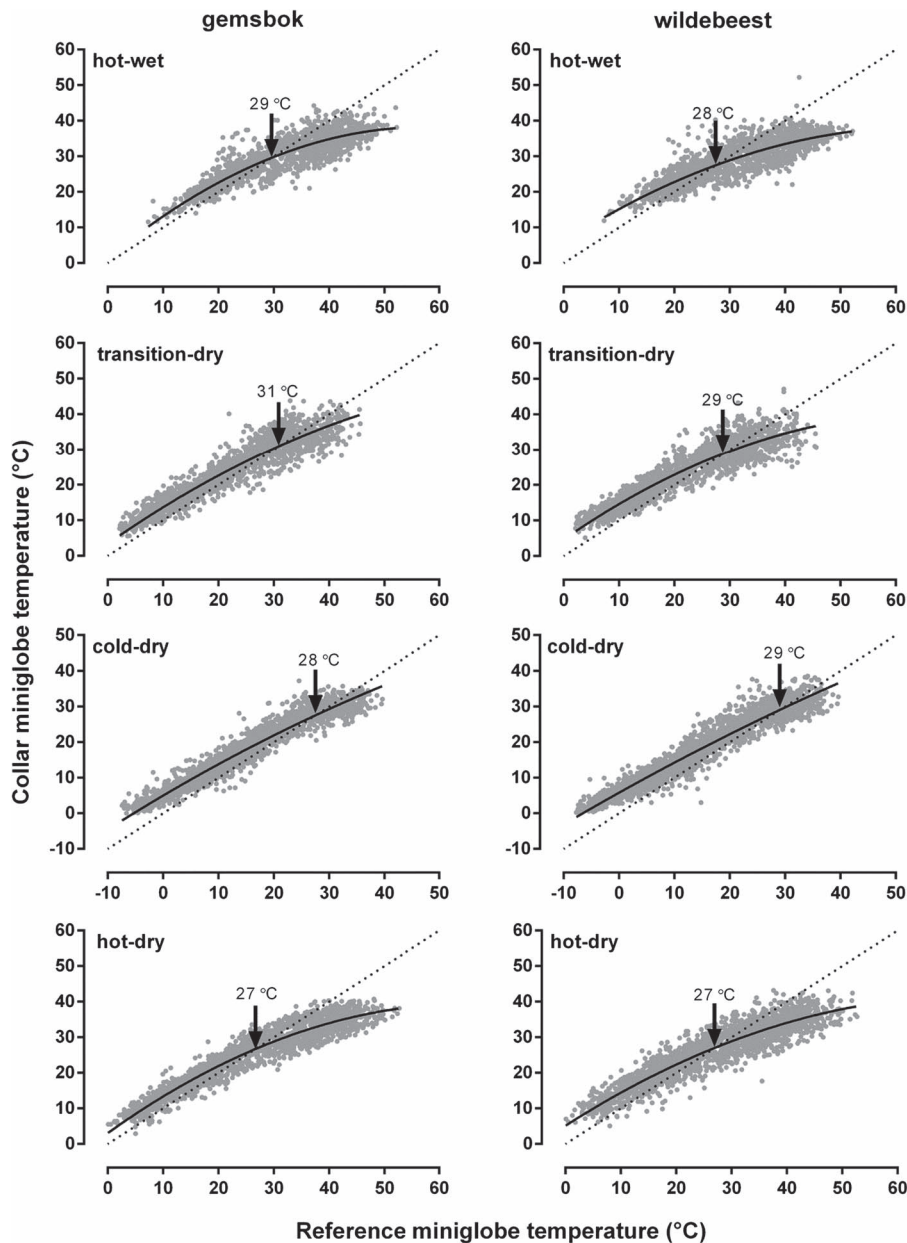 gemsbok
wildebeest
hot-wet
29 °C
60
50
40
30
20
10
0
0 10 20 30 40 50 60
hot-wet
28 °C
60
50
40
30
20
10
0
0 10 20 30 40 50 60
transition-dry
31 °C
60
50
40
30
20
10
0
0 10 20 30 40 50 60
transition-dry
29 °C
60
50
40
30
20
10
0
0 10 20 30 40 50 60
cold-dry
28 °C
50
40
30
20
10
0
-10
-10 0 10 20 30 40 50
cold-dry
29 °C
50
40
30
20
10
0
-10
-10 0 10 20 30 40 50
hot-dry
27 °C
60
50
40
30
20
10
0
0 10 20 30 40 50 60
hot-dry
27 °C
60
50
40
30
20
10
0
0 10 20 30 40 50 60
Collar miniglobe temperature (°C)
Reference miniglobe temperature (°C)